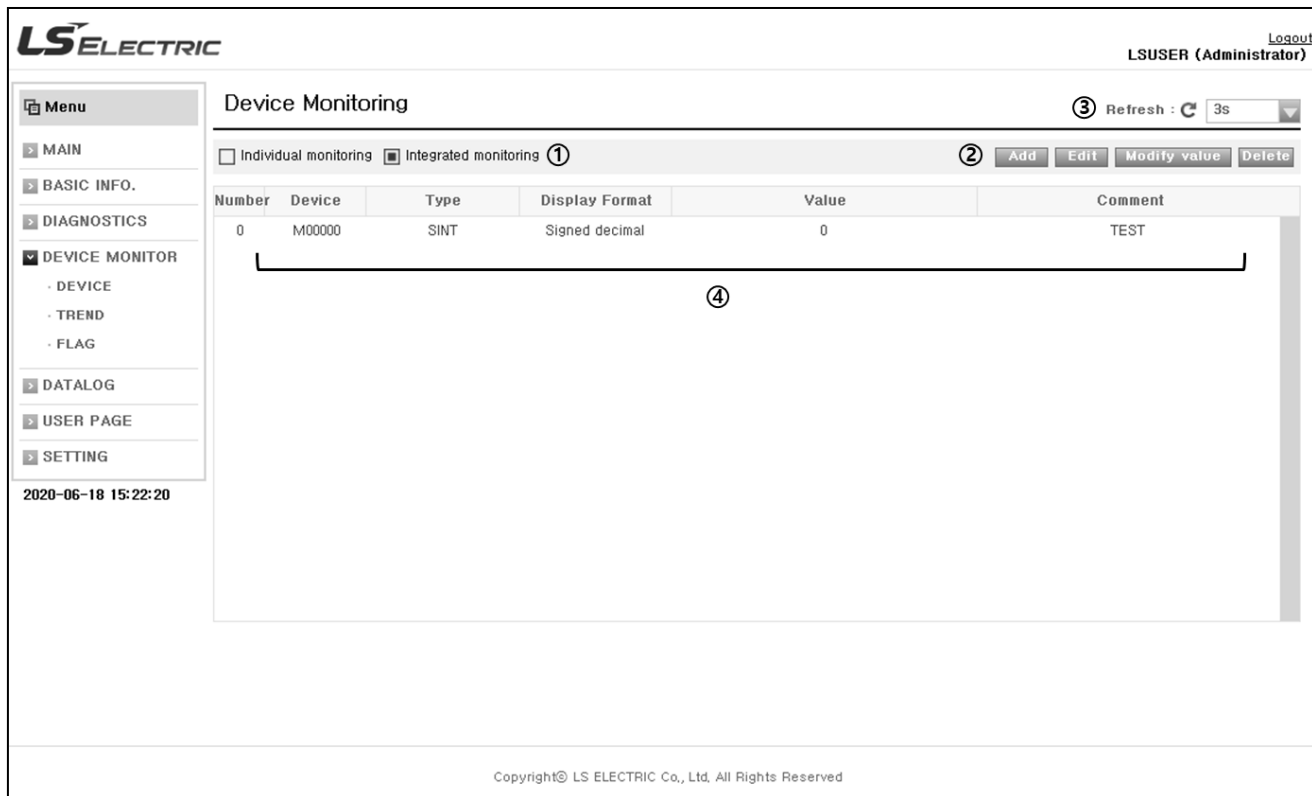 LS ELECTRIC
Logout
LSUSER (Administrator)
Menu
Device Monitoring
③ Refresh : 3s
MAIN
Individual monitoring Integrated monitoring ①
② Add Edit Modify value Delete
BASIC INFO.
Number Device Type Display Format Value Comment
DIAGNOSTICS
0 M00000 SINT Signed decimal 0 TEST
DEVICE MONITOR
· DEVICE
④
· TREND
· FLAG
DATALOG
USER PAGE
SETTING
2020-06-18 15:22:20
Copyright© LS ELECTRIC Co,, Ltd, All Rights Reserved